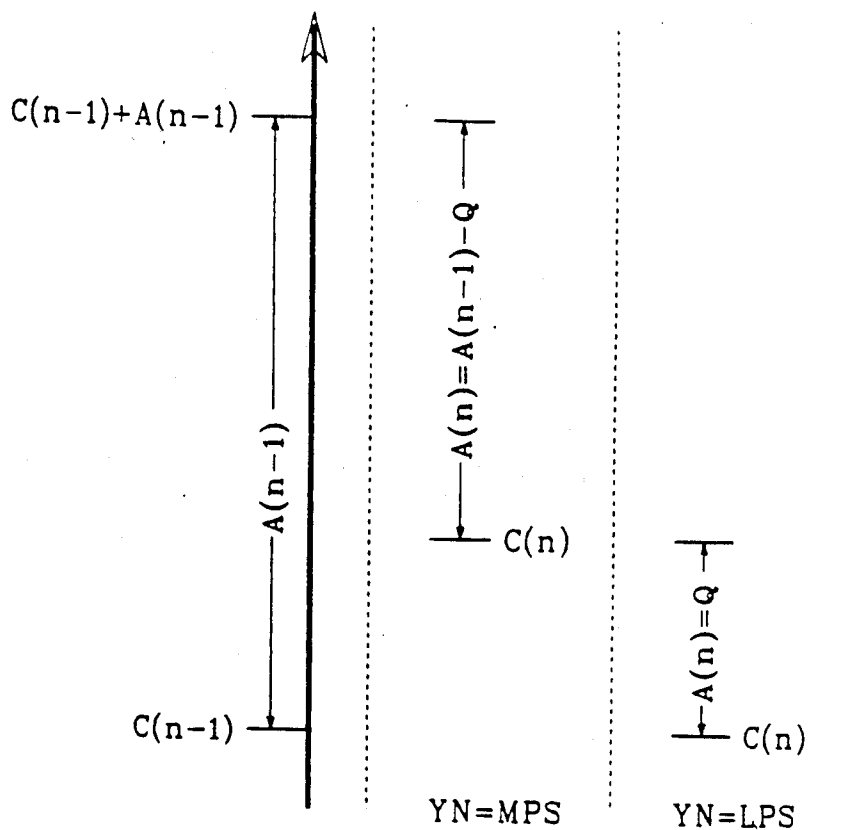 C(n-1)+A(n-1)
A(n-1)
C(n-1)
A(n)=A(n-1)-Q
C(n)
YN=MPS
A(n)=Q
C(n)
YN=LPS